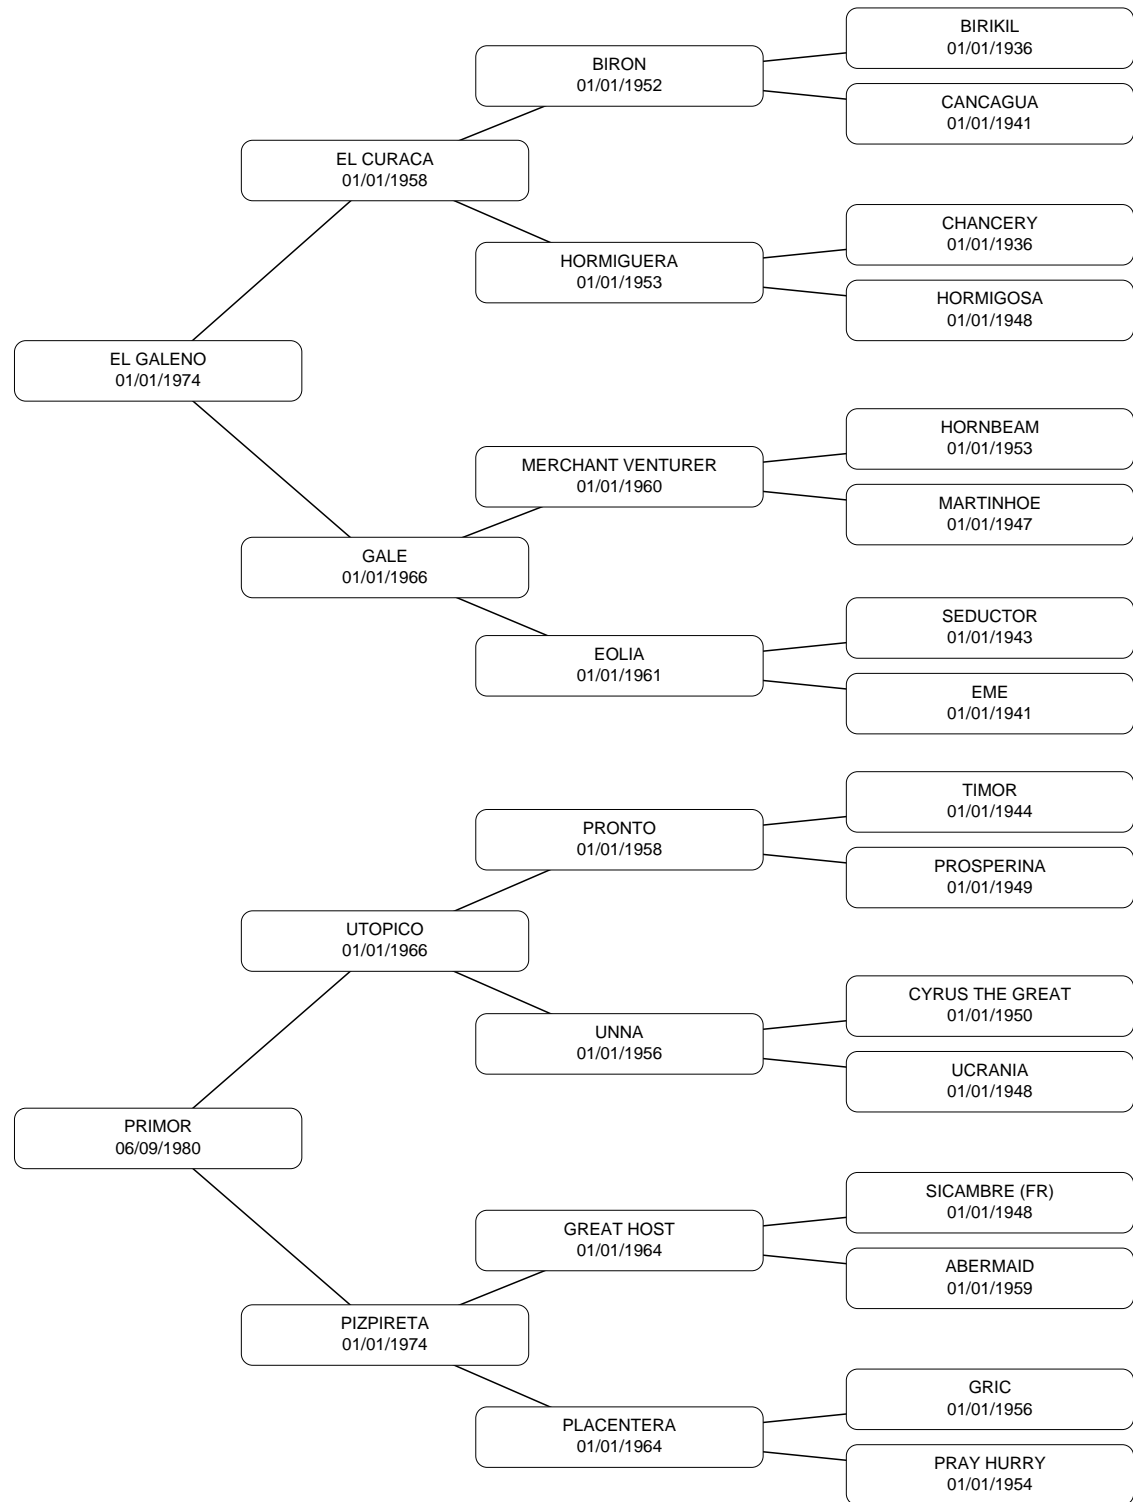 BIRIKIL
01/01/1936
BIRON
01/01/1952
CANCAGUA
01/01/1941
EL CURACA
01/01/1958
CHANCERY
01/01/1936
HORMIGUERA
01/01/1953
HORMIGOSA
01/01/1948
EL GALENO
01/01/1974
HORNBEAM
01/01/1953
MERCHANT VENTURER
01/01/1960
MARTINHOE
01/01/1947
GALE
01/01/1966
SEDUCTOR
01/01/1943
EOLIA
01/01/1961
EME
01/01/1941
TIMOR
01/01/1944
PRONTO
01/01/1958
PROSPERINA
01/01/1949
UTOPICO
01/01/1966
CYRUS THE GREAT
01/01/1950
UNNA
01/01/1956
UCRANIA
01/01/1948
PRIMOR
06/09/1980
SICAMBRE (FR)
01/01/1948
GREAT HOST
01/01/1964
ABERMAID
01/01/1959
PIZPIRETA
01/01/1974
GRIC
01/01/1956
PLACENTERA
01/01/1964
PRAY HURRY
01/01/1954